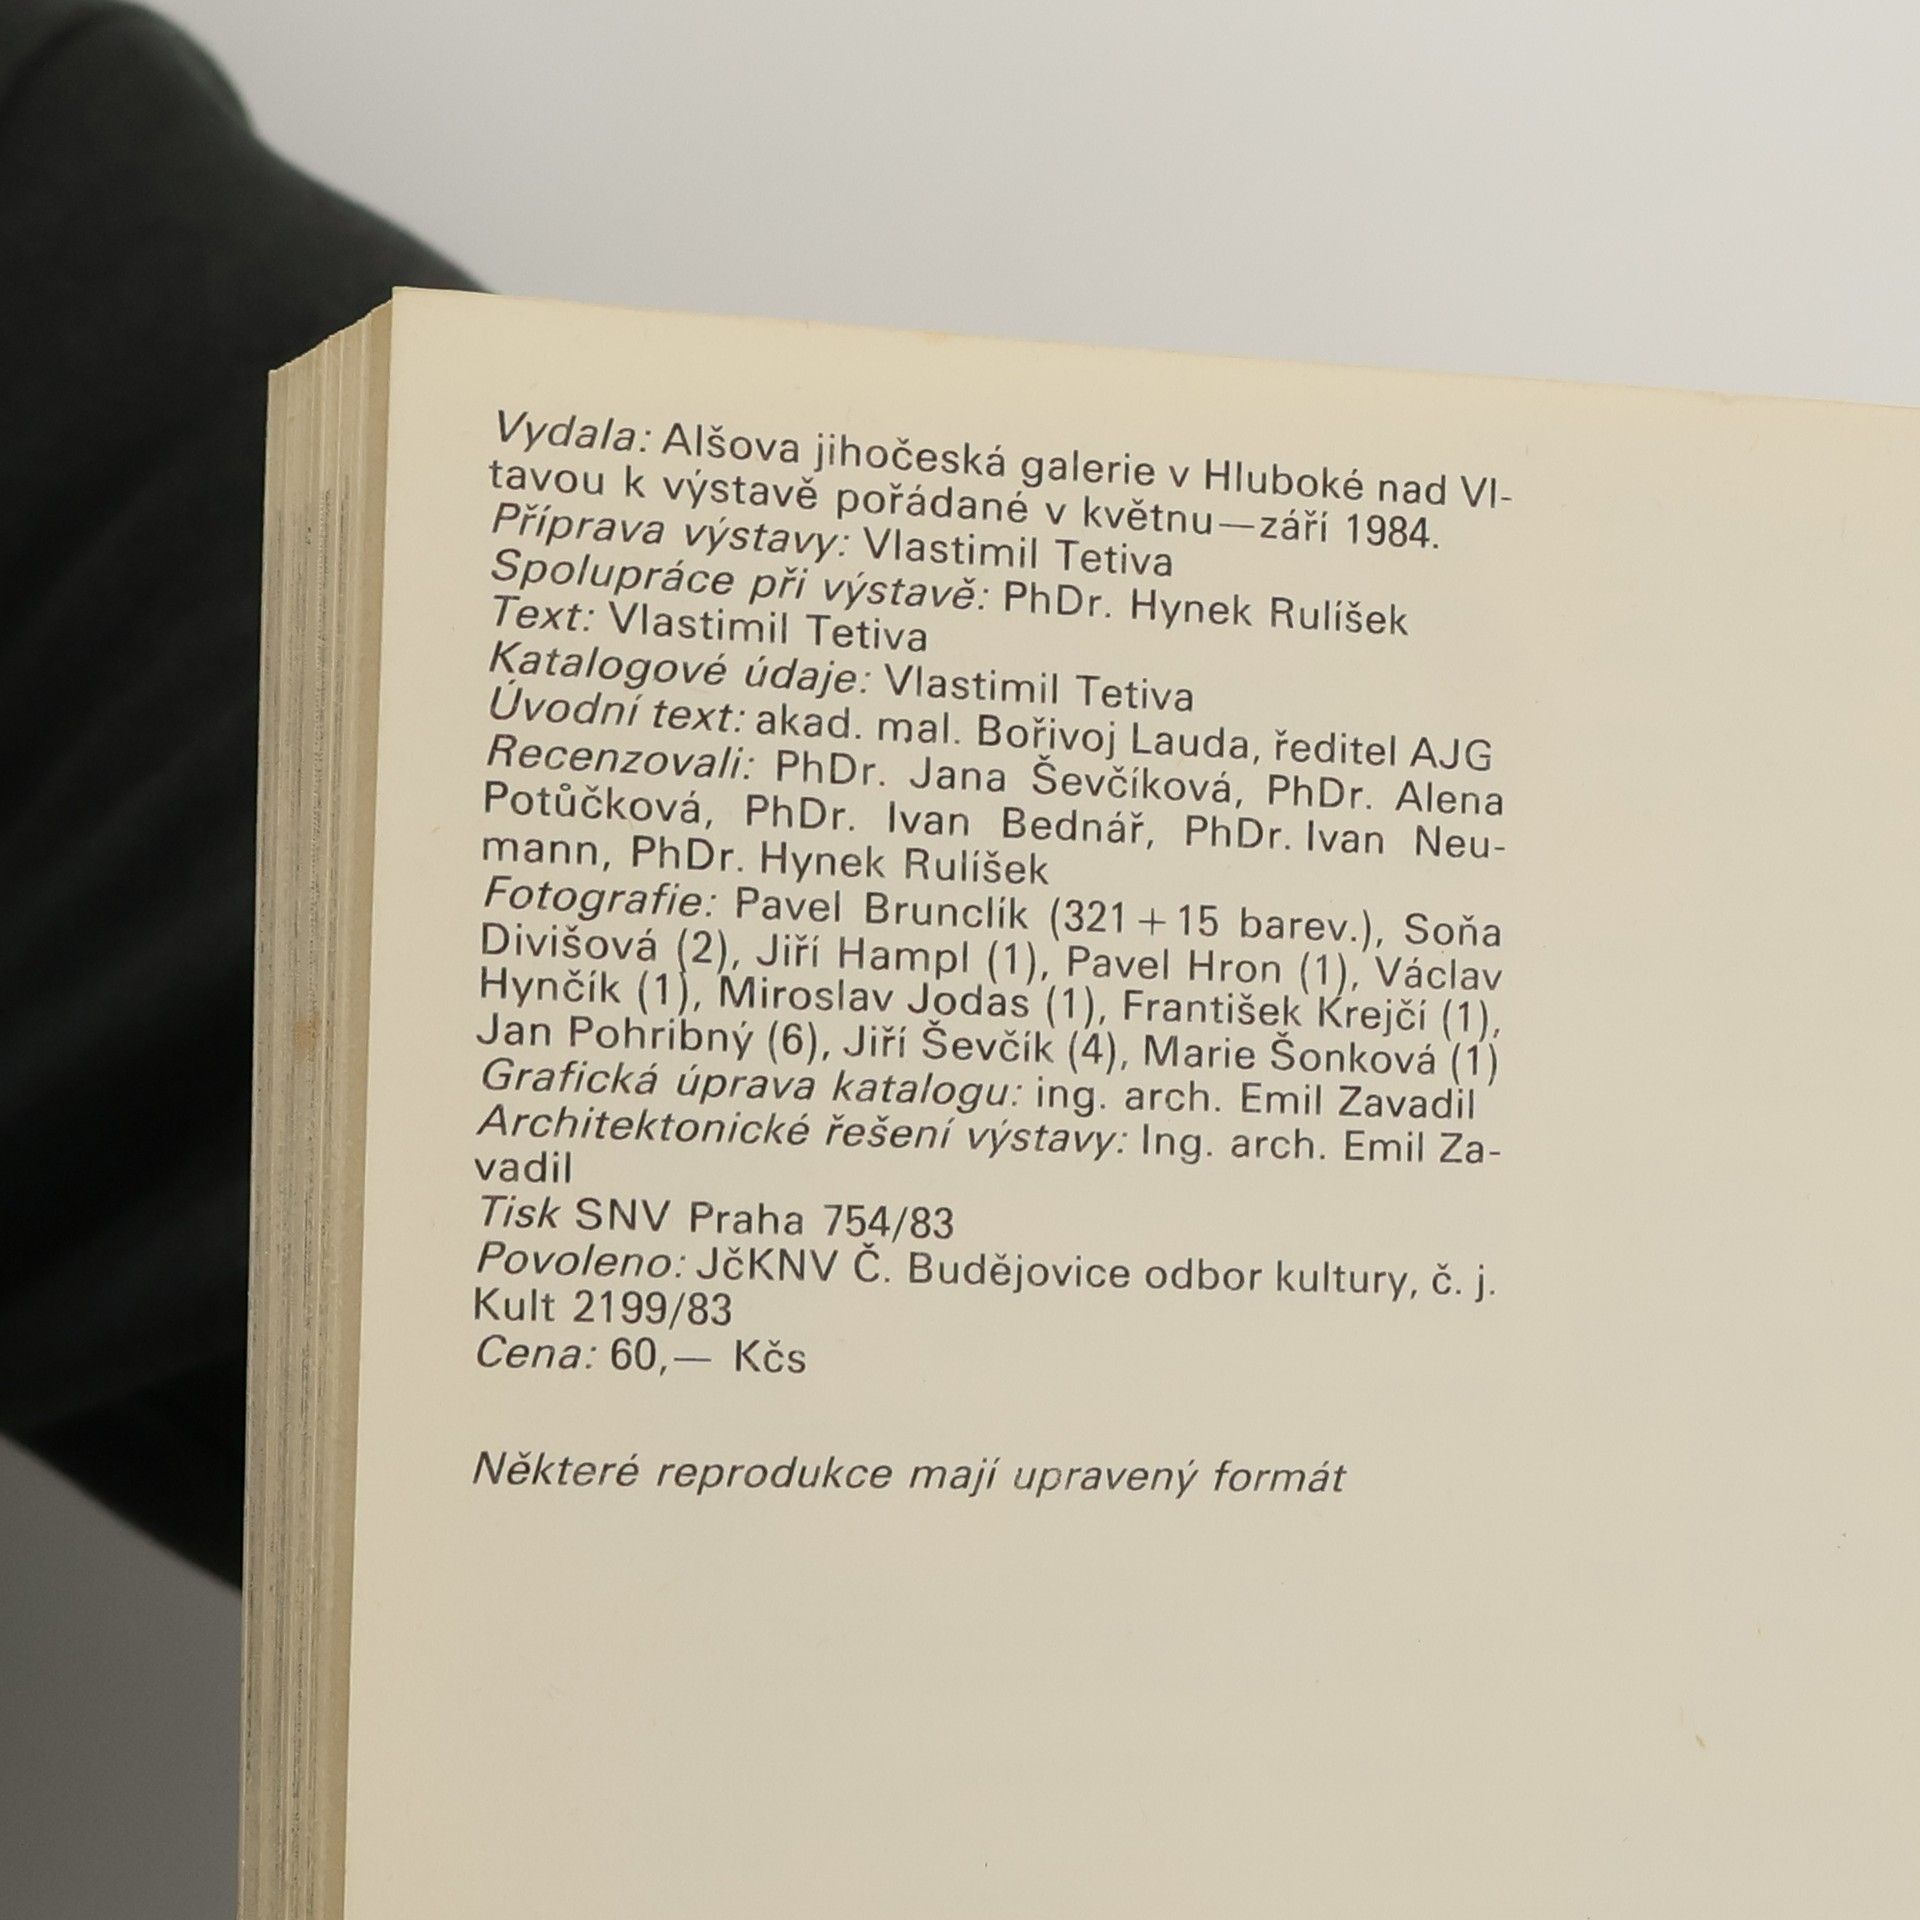 Vydala: Alšova jihočeská galerie v Hluboké nad Vl-
tavou k výstavě pořádané v květnu—září 1984.
Příprava výstavy: Vlastimil Tetiva
Spolupráce při výstavě: PhDr. Hynek Rulíšek
Text: Vlastimil Tetiva
Katalogové údaje: Vlastimil Tetiva
Úvodní text: akad. mal. Bořivoj Lauda, ředitel AJG
Recenzovali: PhDr. Jana Ševčíková, PhDr. Alena
Potůčková, PhDr. Ivan Bednář, PhDr. Ivan Neu-
mann, PhDr. Hynek Rulíšek
Fotografie: Pavel Brunclík (321 + 15 barev.), Soňa
Divišová (2), Jiří Hampl (1), Pavel Hron (1), Václav
Hynčík (1), Miroslav Jodas (1), František Krejčí (1),
Jan Pohribný (6), Jiří Ševčík (4), Marie Šonková (1)
Grafická úprava katalogu: ing. arch. Emil Zavadil
Architektonické řešení výstavy: Ing. arch. Emil Za-
vadil
Tisk SNV Praha 754/83
Povoleno: JčKNV Č. Budějovice odbor kultury, č. j.
Kult 2199/83
Cena: 60,— Kčs
Některé reprodukce mají upravený formát